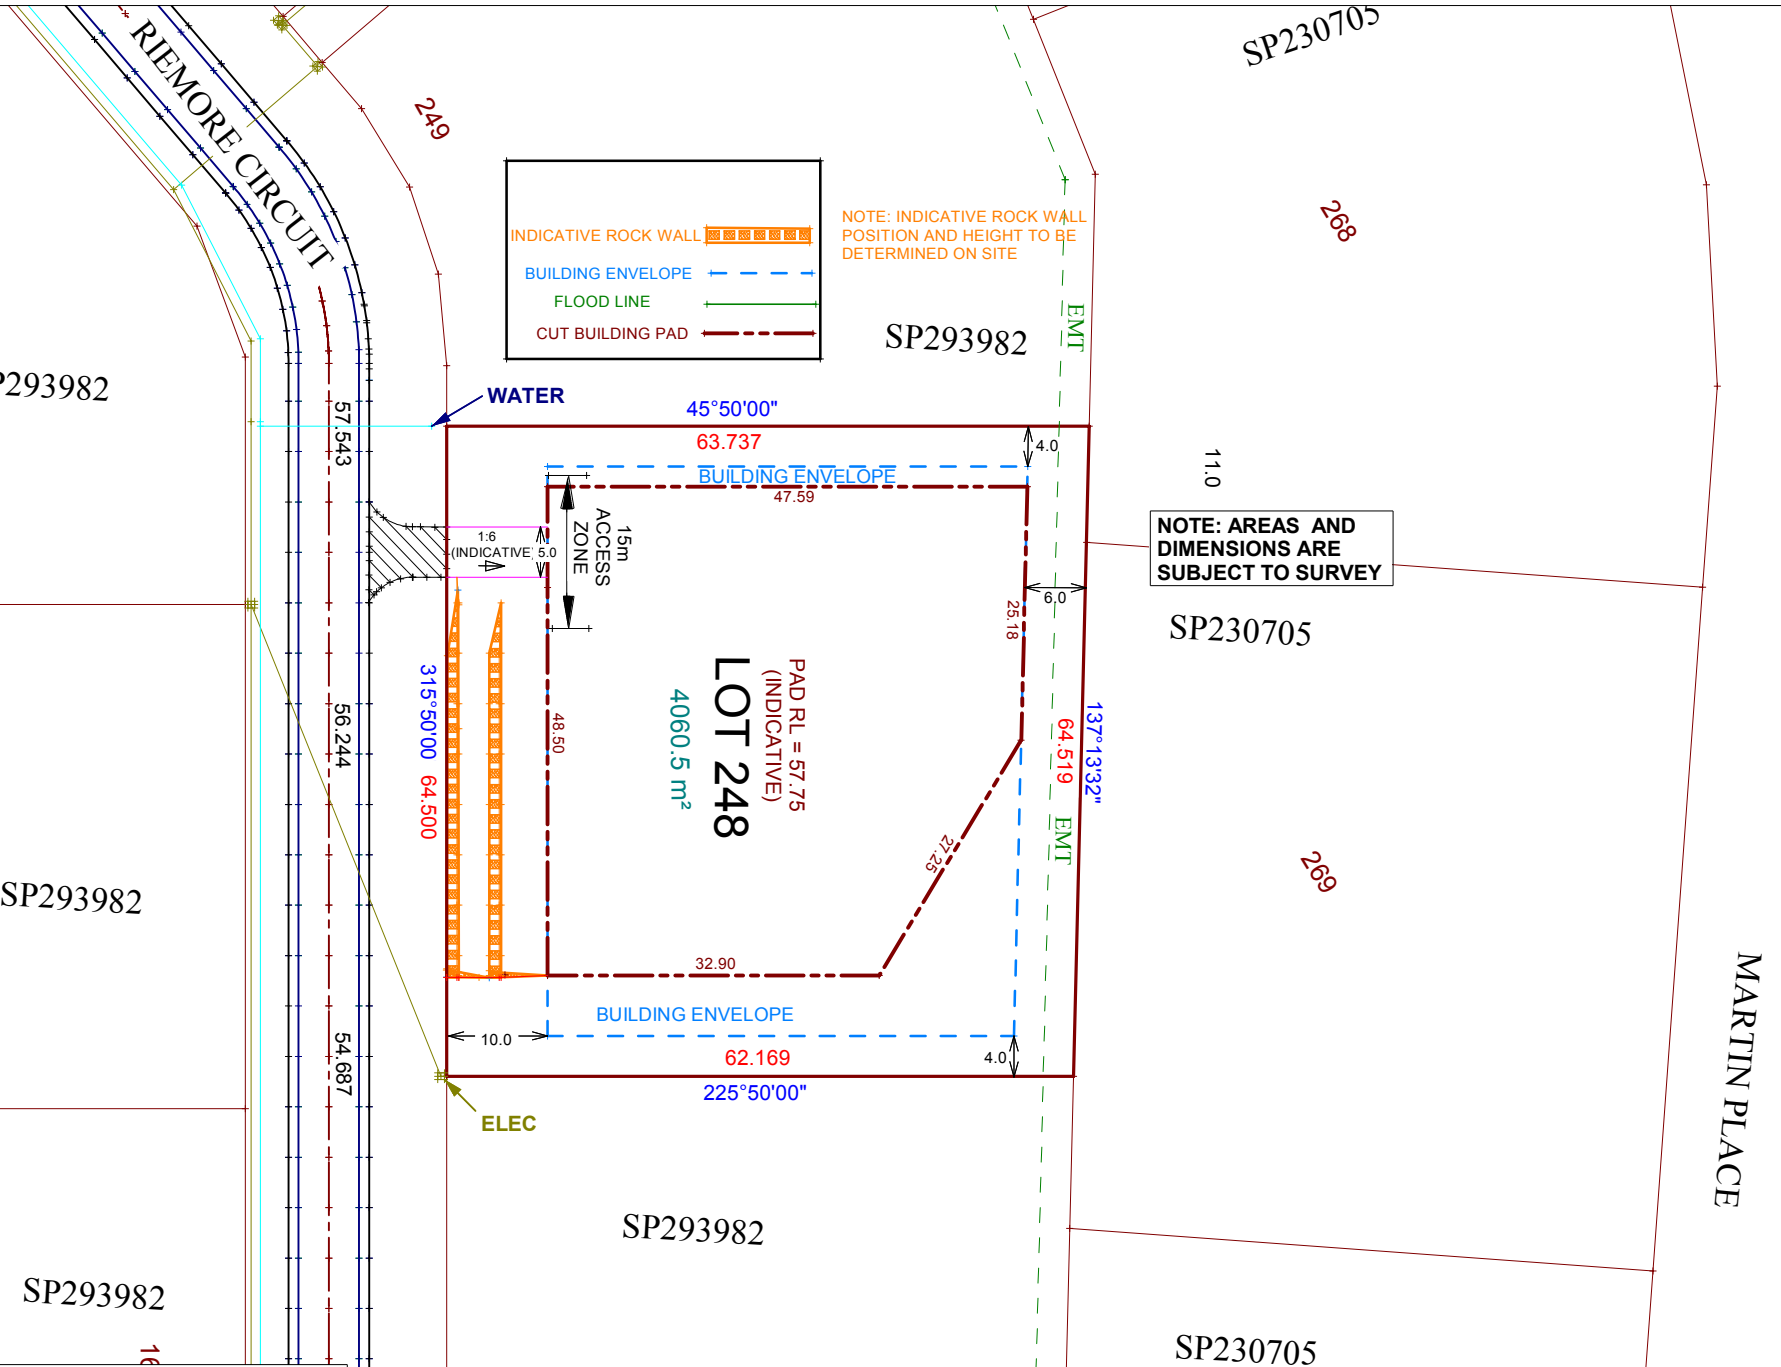 SP230705
RIEMORE CIRCUIT
249
268
INDICATIVE ROCK WALL
BUILDING ENVELOPE
FLOOD LINE
CUT BUILDING PAD
NOTE: INDICATIVE ROCK WALL
POSITION AND HEIGHT TO BE
DETERMINED ON SITE
EMT
SP293982
P293982
WATER
57.543
45°50'00"
63.737
4.0
BUILDING ENVELOPE
47.59
11.0
NOTE: AREAS AND
DIMENSIONS ARE
SUBJECT TO SURVEY
1:6
(INDICATIVE)
5.0
15m
ACCESS
ZONE
6.0
25.18
SP230705
PAD RL = 57.75
(INDICATIVE)
LOT 248
4060.5 m²
315°50'00 64.500
48.50
56.244
137°13'32"
64.519
EMT
27.25
269
SP293982
32.90
BUILDING ENVELOPE
10.0
62.169
4.0
225°50'00"
54.687
ELEC
MARTIN PLACE
SP293982
SP293982
SP230705